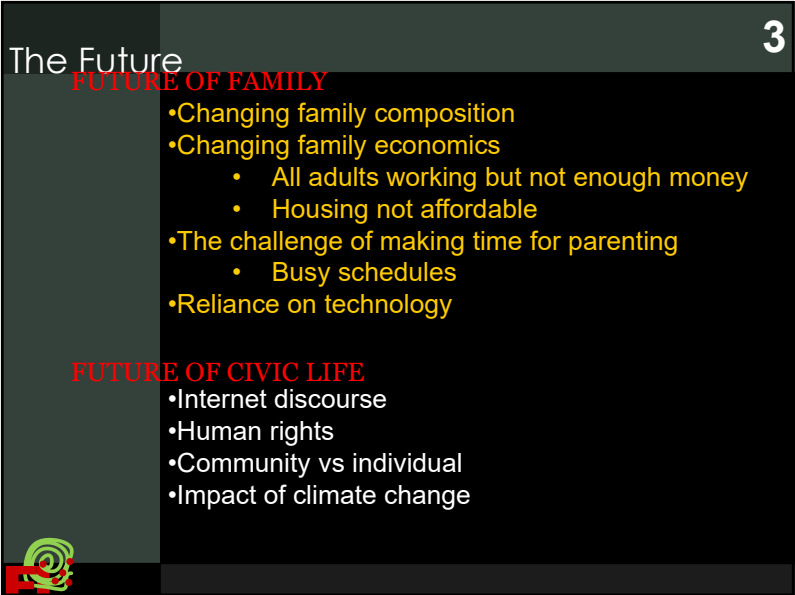 3
The Future
FUTURE OF FAMILY
•Changing family composition
•Changing family economics
• All adults working but not enough money
• Housing not affordable
•The challenge of making time for parenting
• Busy schedules
•Reliance on technology
FUTURE OF CIVIC LIFE
•Internet discourse
•Human rights
•Community vs individual
•Impact of climate change